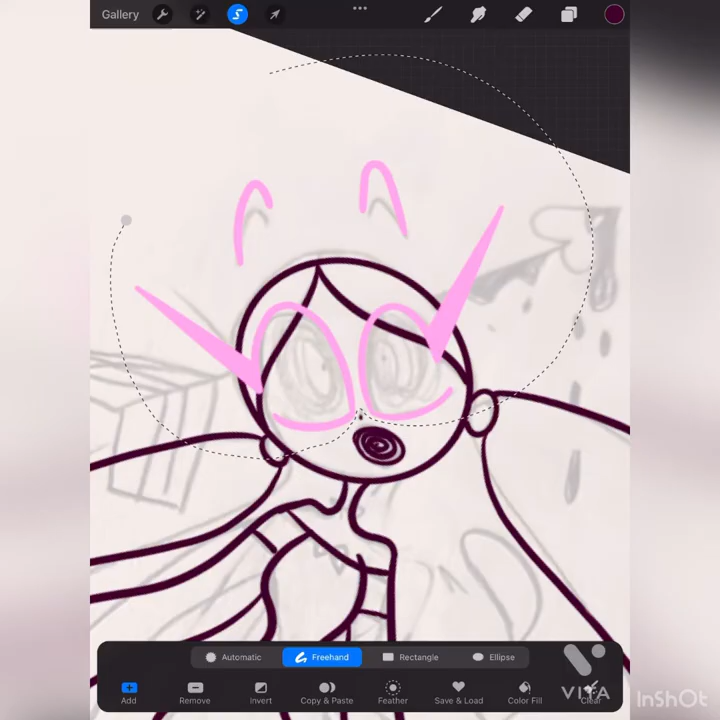 Gallery
Automatic Freehand Rectangle Ellipse
Add Remove Invert Copy & Paste Feather Save & Load Color Fill Clear
VITA
InShOt